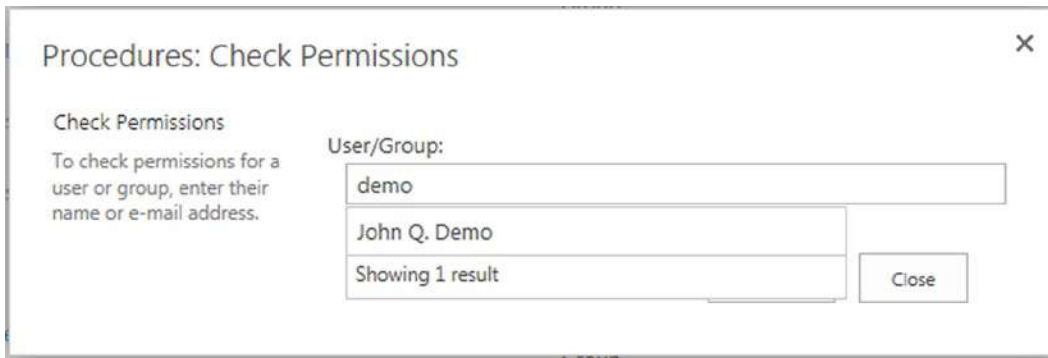 Procedures: Check Permissions
Check Permissions
To check permissions for a
user or group, enter their
name or e-mail address.
User/Group:
demo
John Q. Demo
Showing 1 result
Close